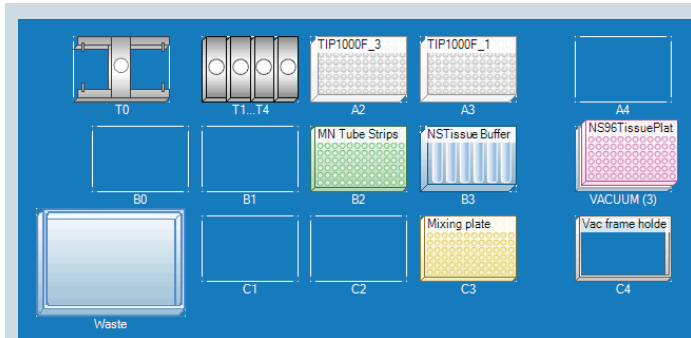 TIP1000F_3
TIP1000F_1
T0
T1...T4
A2
A3
A4
MN Tube Strips
NSTissue Buffer
NS96TissuePlat
B0
B1
B2
B3
VACUUM (3)
Mixing plate
Vac frame holde
C1
C2
C3
C4
Waste